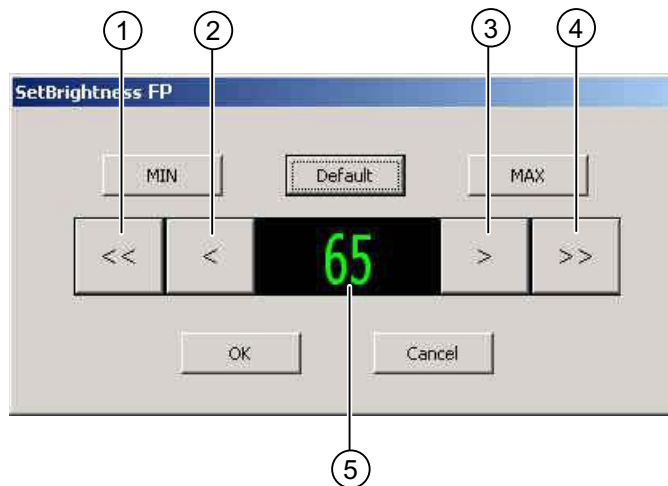 1 2 3 4
SetBrightness FP
MIN Default MAX
<< < 65 > >>
OK Cancel
5